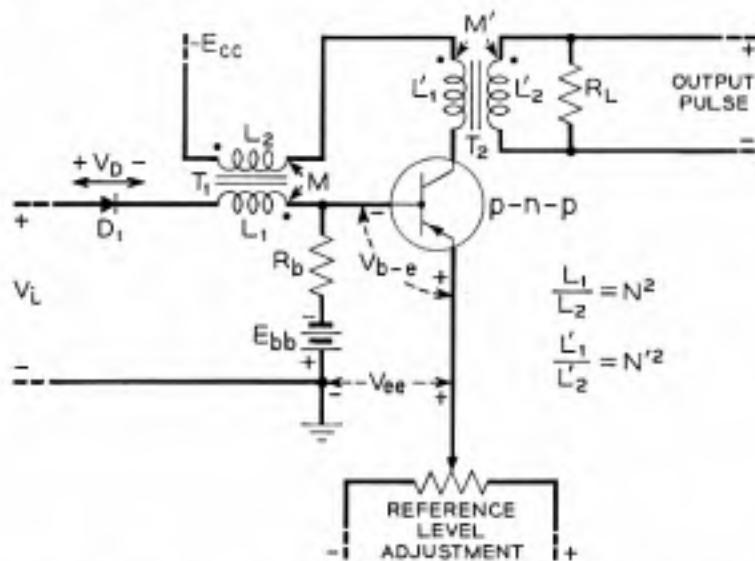 -Ecc
M'
+
L'1
L'2
RL
OUTPUT
PULSE
-
T2
L2
+ VD -
T1
M
D1
L1
-
p-n-p
+
Rb
Vb-e
+
Vi
L1/L2 = N²
-
Ebb
+
L'1/L'2 = N'²
-
Vee
-
+
REFERENCE
LEVEL
ADJUSTMENT
-
+